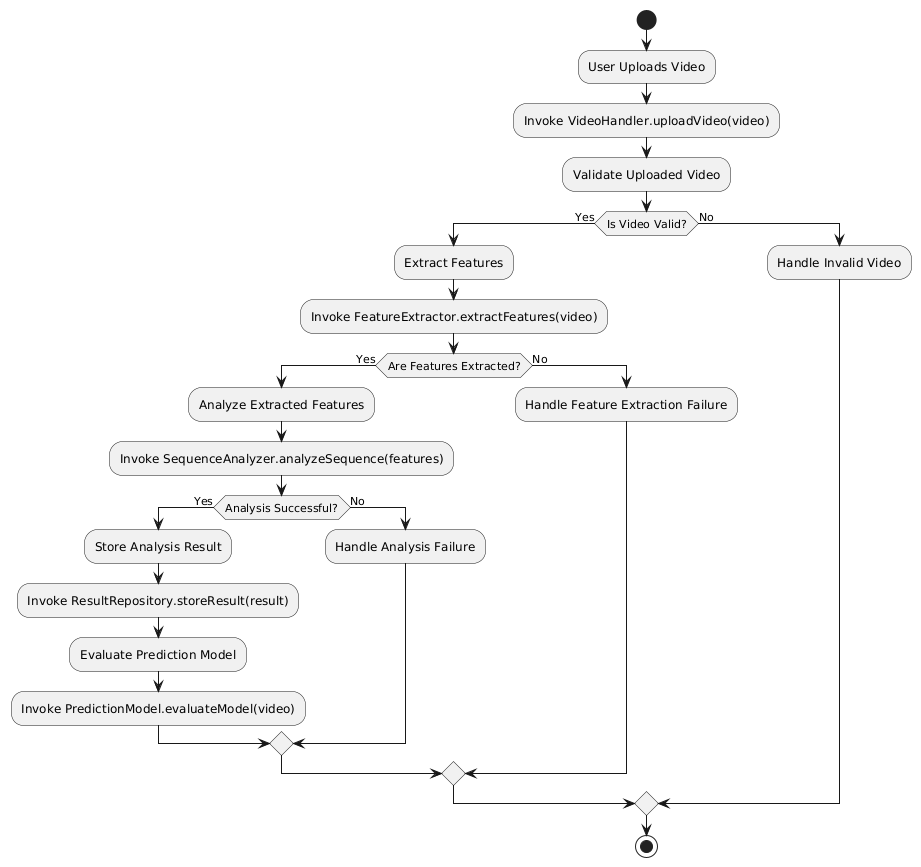 User Uploads Video
Invoke VideoHandler.uploadVideo(video)
Validate Uploaded Video
Yes
Is Video Valid?
No
Extract Features
Handle Invalid Video
Invoke FeatureExtractor.extractFeatures(video)
Yes
Are Features Extracted?
No
Analyze Extracted Features
Handle Feature Extraction Failure
Invoke SequenceAnalyzer.analyzeSequence(features)
Yes
Analysis Successful?
No
Store Analysis Result
Handle Analysis Failure
Invoke ResultRepository.storeResult(result)
Evaluate Prediction Model
Invoke PredictionModel.evaluateModel(video)